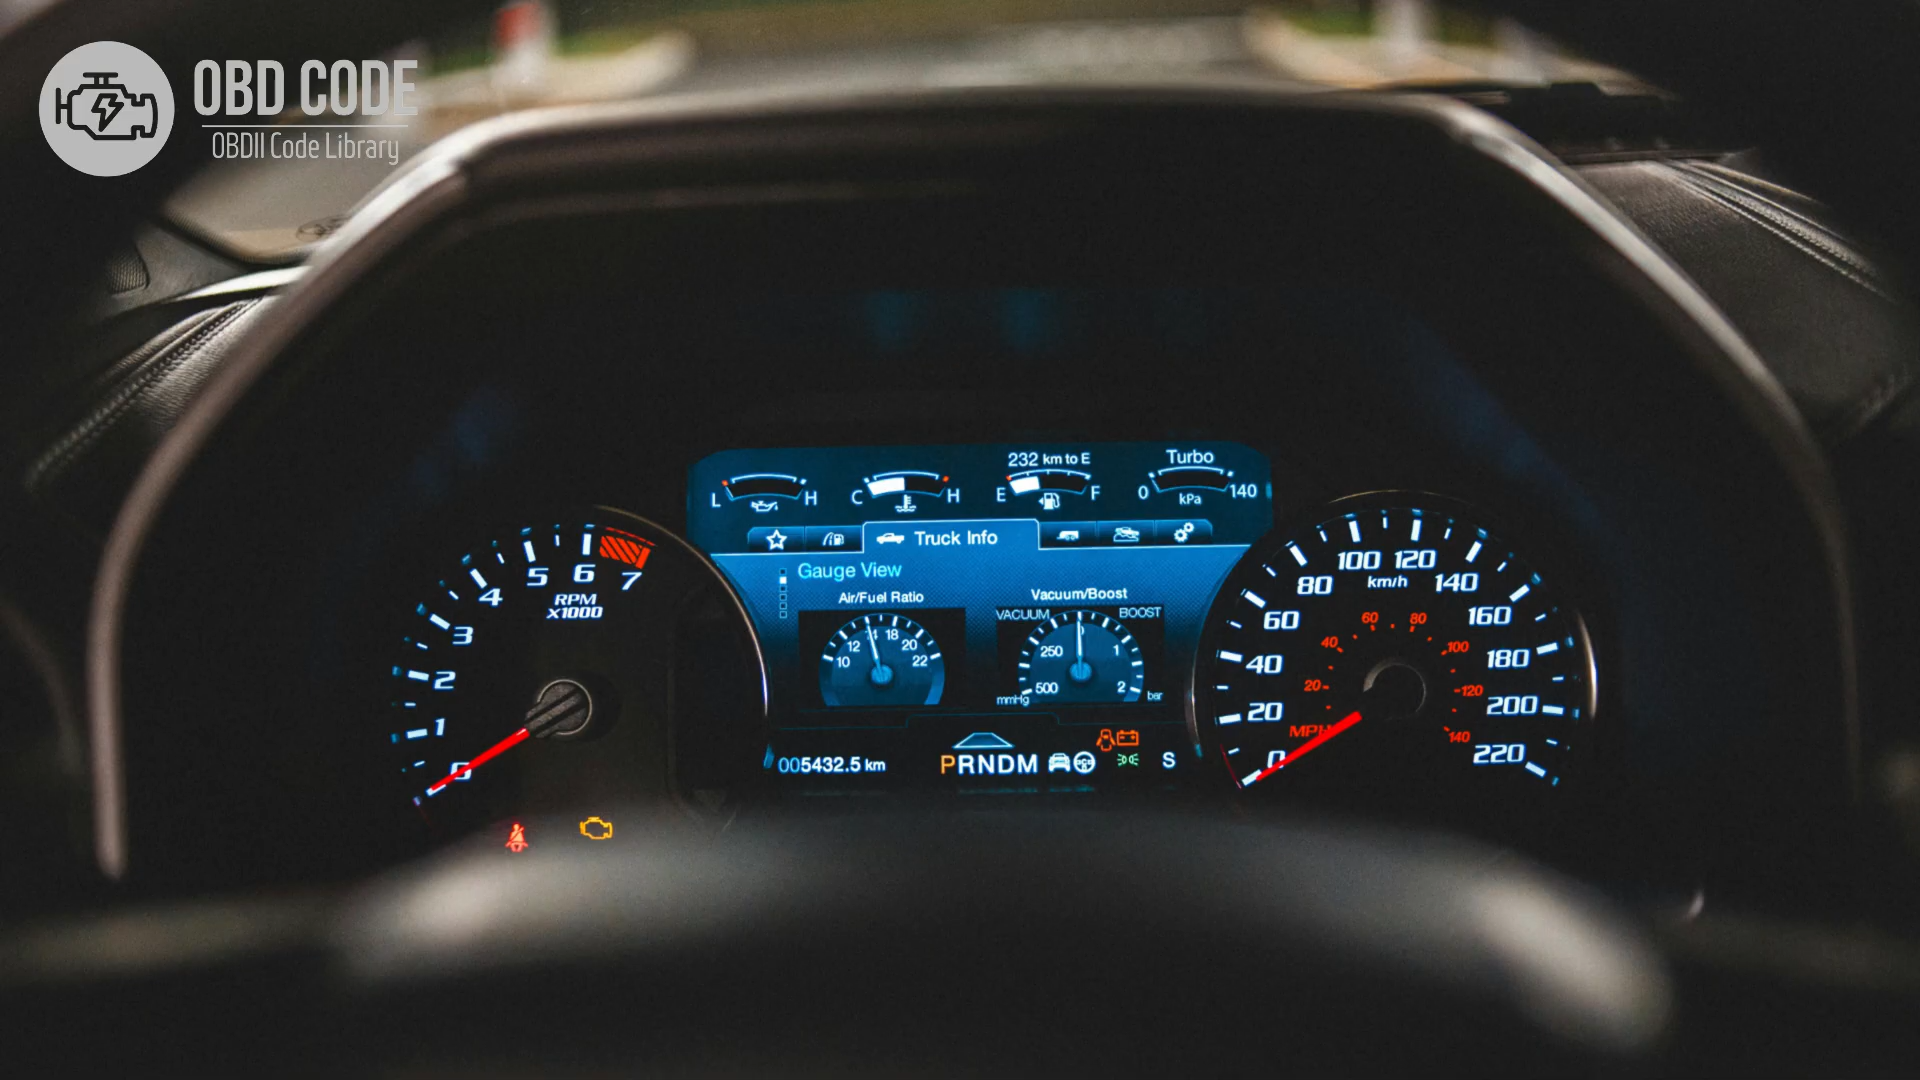 OBD CODE
OBDII Code Library
232 km to E
Turbo
L H C H E F 0 kPa 140
Truck Info
Gauge View
Air/Fuel Ratio
Vacuum/Boost
VACUUM BOOST
10 12 14 18 20 22
500 250 0 1 2
mmHg bar
0 1 2 3 4 5 6 7
RPM
X1000
0 20 40 60 80 100 120 140 160 180 200 220
km/h
20 40 60 80 100 120 140
MPH
005432.5 km
PRNDM
S